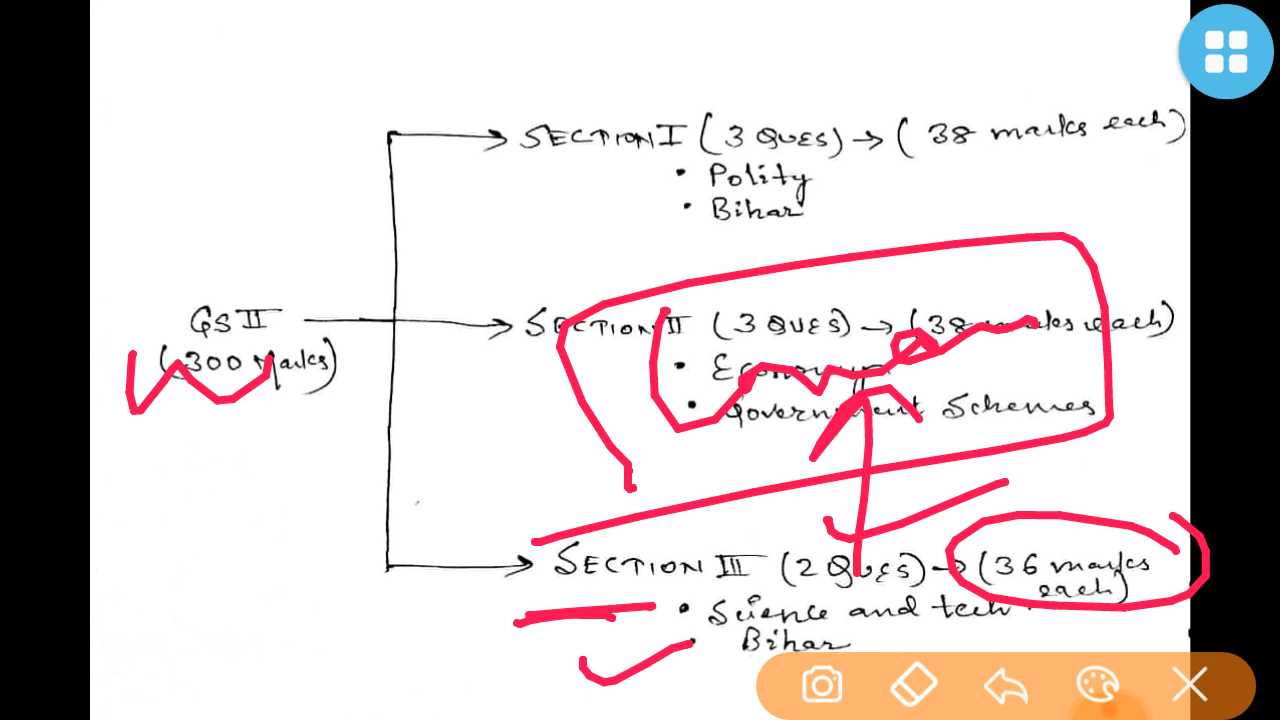 SECTION I (3 QUES) → (38 marks each)
• Polity
• Bihar
GS II
(300 Marks)
SECTION II (3 QUES) → (38 marks each)
• Economy
• Government Schemes
SECTION III (2 QUES) → (36 marks
each)
• Science and tech.
• Bihar